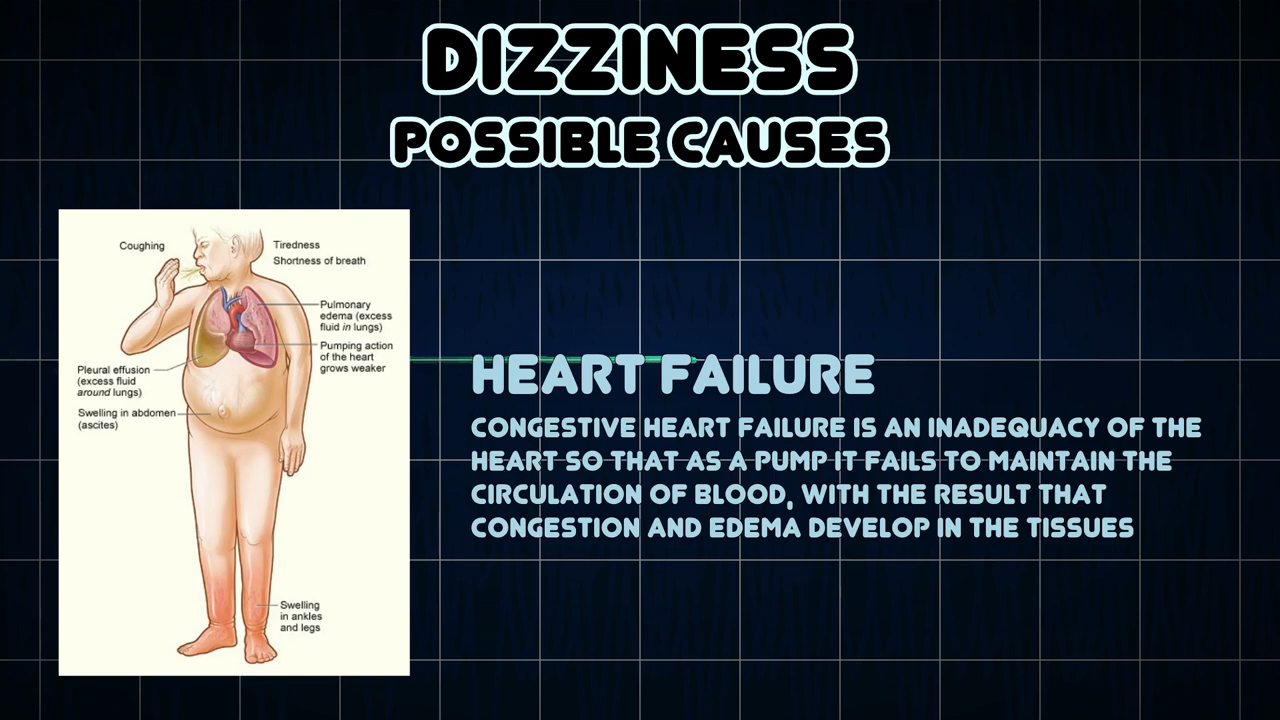 DIZZINESS
POSSIBLE CAUSES
Coughing
Tiredness
Shortness of breath
Pulmonary
edema (excess
fluid in lungs)
Pumping action
of the heart
grows weaker
Pleural effusion
(excess fluid
around lungs)
Swelling in abdomen
(ascites)
Swelling
in ankles
and legs
HEART FAILURE
CONGESTIVE HEART FAILURE IS AN INADEQUACY OF THE
HEART SO THAT AS A PUMP IT FAILS TO MAINTAIN THE
CIRCULATION OF BLOOD, WITH THE RESULT THAT
CONGESTION AND EDEMA DEVELOP IN THE TISSUES